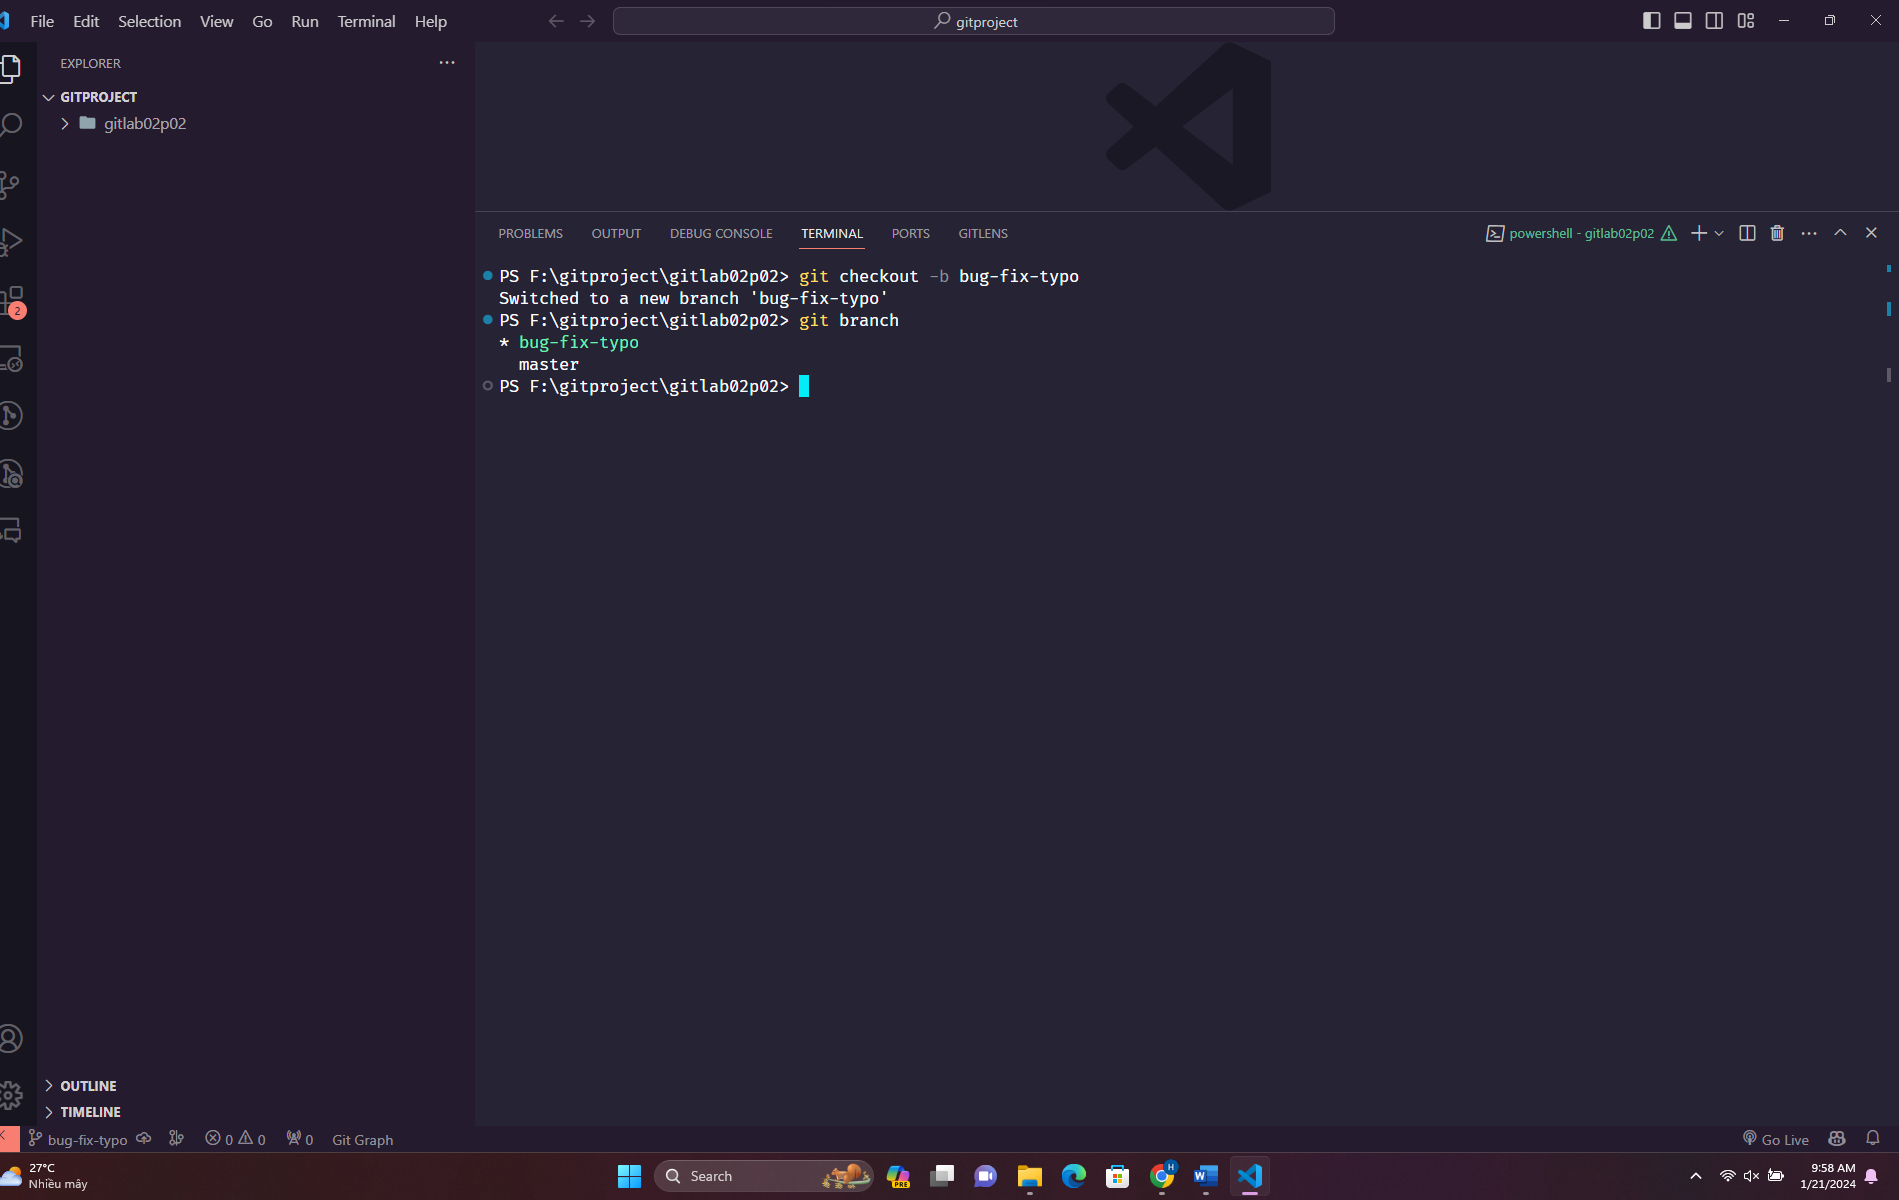 File Edit Selection View Go Run Terminal Help
gitproject
EXPLORER
GITPROJECT
gitlab02p02
2
PROBLEMS OUTPUT DEBUG CONSOLE TERMINAL PORTS GITLENS
powershell - gitlab02p02
PS F:\gitproject\gitlab02p02> git checkout -b bug-fix-typo
Switched to a new branch 'bug-fix-typo'
PS F:\gitproject\gitlab02p02> git branch
* bug-fix-typo
master
PS F:\gitproject\gitlab02p02>
OUTLINE
TIMELINE
bug-fix-typo 0 0 0 Git Graph
Go Live
27°C
Nhiều mây
Search
PRE
H
W
9:58 AM
1/21/2024